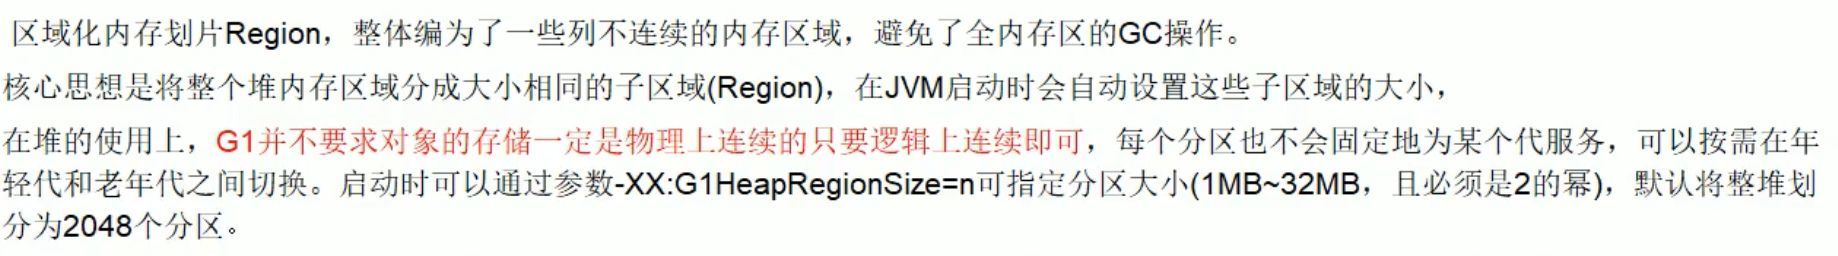 区域化内存划片Region，整体编为了一些列不连续的内存区域，避免了全内存区的GC操作。
核心思想是将整个堆内存区域分成大小相同的子区域(Region)，在JVM启动时会自动设置这些子区域的大小，
在堆的使用上，G1并不要求对象的存储一定是物理上连续的只要逻辑上连续即可，每个分区也不会固定地为某个代服务，可以按需在年
轻代和老年代之间切换。启动时可以通过参数-XX:G1HeapRegionSize=n可指定分区大小(1MB~32MB，且必须是2的幂)，默认将整堆划
分为2048个分区。